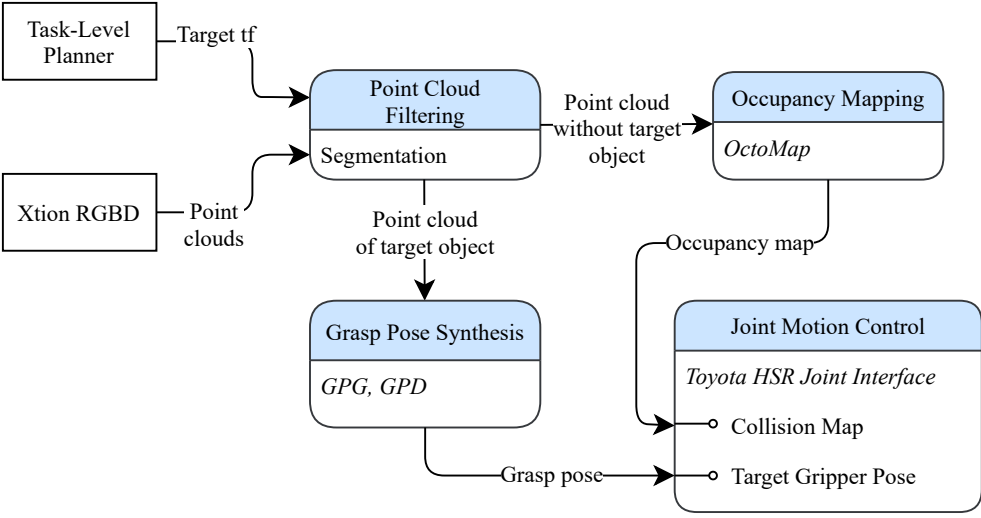 Task-Level
Planner
Target tf
Point Cloud
Filtering
Segmentation
Point cloud
without target
object
Occupancy Mapping
OctoMap
Xtion RGBD
Point
clouds
Point cloud
of target object
Occupancy map
Grasp Pose Synthesis
GPG, GPD
Joint Motion Control
Toyota HSR Joint Interface
Collision Map
Grasp pose
Target Gripper Pose